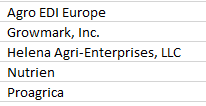 Agro EDI Europe
Growmark, Inc.
Helena Agri-Enterprises, LLC
Nutrien
Proagrica